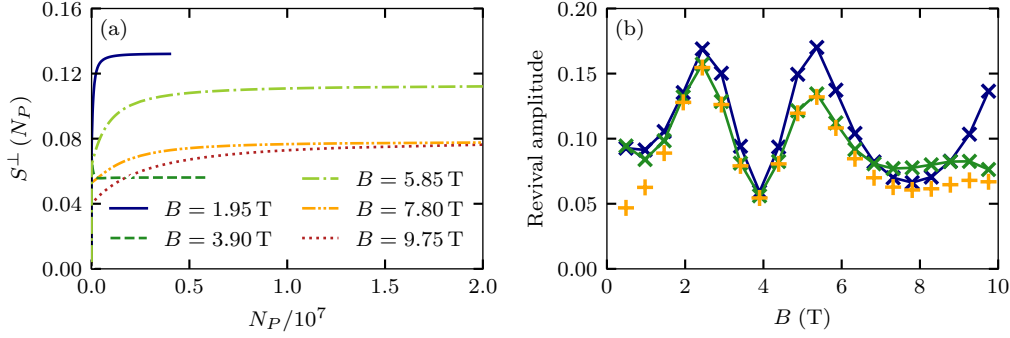 (a)
S⊥ (N_P)
0.16
0.12
0.08
0.04
0.00
B = 1.95 T
B = 3.90 T
B = 5.85 T
B = 7.80 T
B = 9.75 T
0.0 0.5 1.0 1.5 2.0
N_P/10^7
(b)
Revival amplitude
0.20
0.15
0.10
0.05
0.00
0 2 4 6 8 10
B (T)